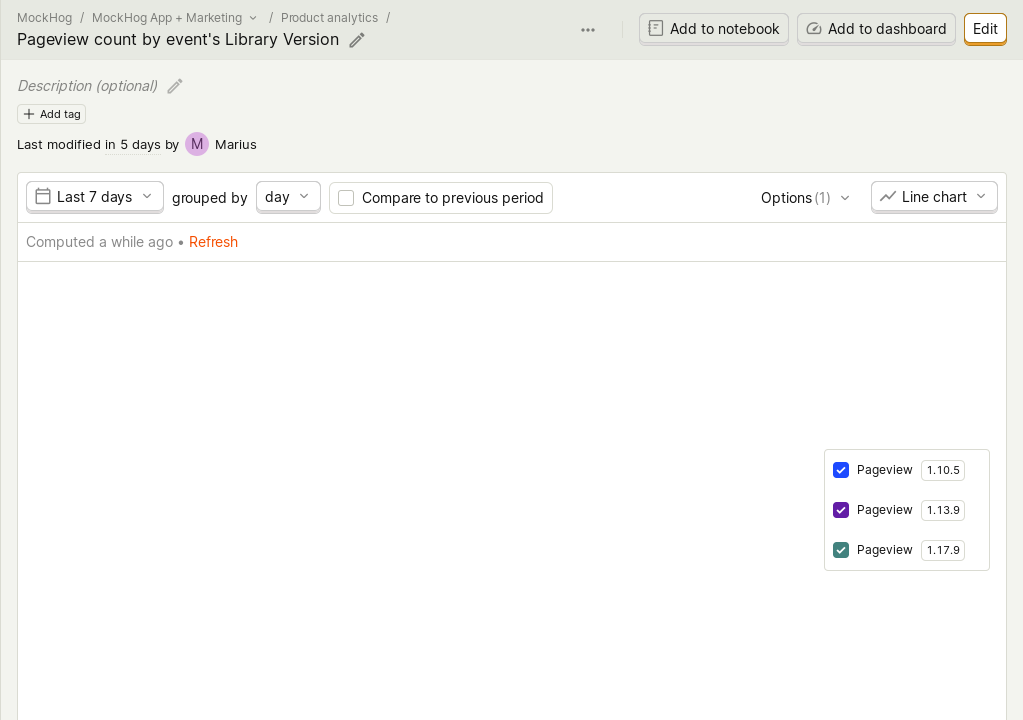 MockHog / MockHog App + Marketing / Product analytics /
Pageview count by event's Library Version
Add to notebook
Add to dashboard
Edit
Description (optional)
Add tag
Last modified in 5 days by M Marius
Last 7 days grouped by day Compare to previous period Options (1) Line chart
Computed a while ago • Refresh
Pageview 1.10.5
Pageview 1.13.9
Pageview 1.17.9